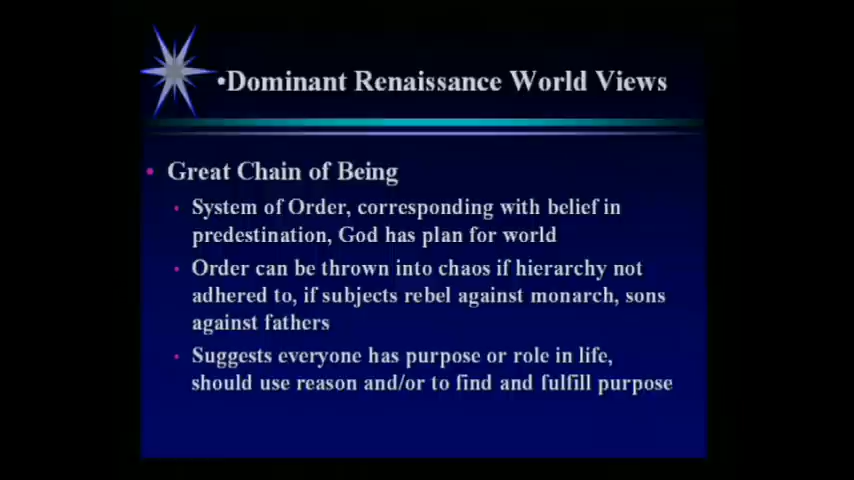 •Dominant Renaissance World Views
• Great Chain of Being
• System of Order, corresponding with belief in
predestination, God has plan for world
• Order can be thrown into chaos if hierarchy not
adhered to, if subjects rebel against monarch, sons
against fathers
• Suggests everyone has purpose or role in life,
should use reason and/or to find and fulfill purpose